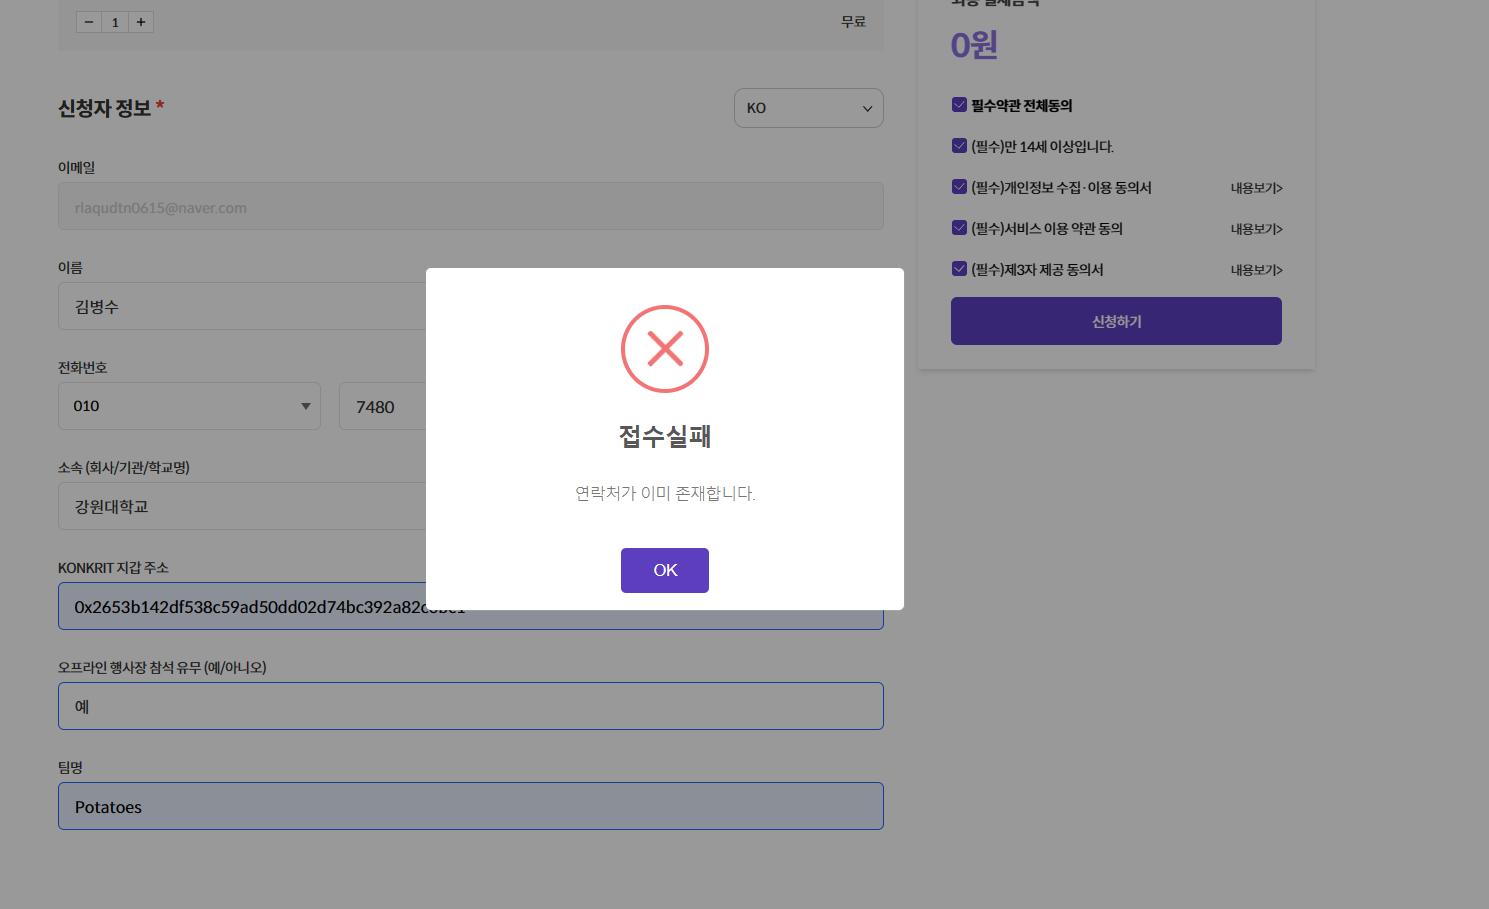 − 1 +
무료
신청자 정보 *
KO
이메일
rlaqudtn0615@naver.com
이름
김병수
전화번호
010
7480
소속 (회사/기관/학교명)
강원대학교
KONKRIT 지갑 주소
오프라인 행사장 참석 유무 (예/아니오)
예
팀명
Potatoes
접수실패
연락처가 이미 존재합니다.
OK
0원
필수약관 전체동의
(필수)만 14세 이상입니다.
(필수)개인정보 수집·이용 동의서 내용보기>
(필수)서비스 이용 약관 동의 내용보기>
(필수)제3자 제공 동의서 내용보기>
신청하기